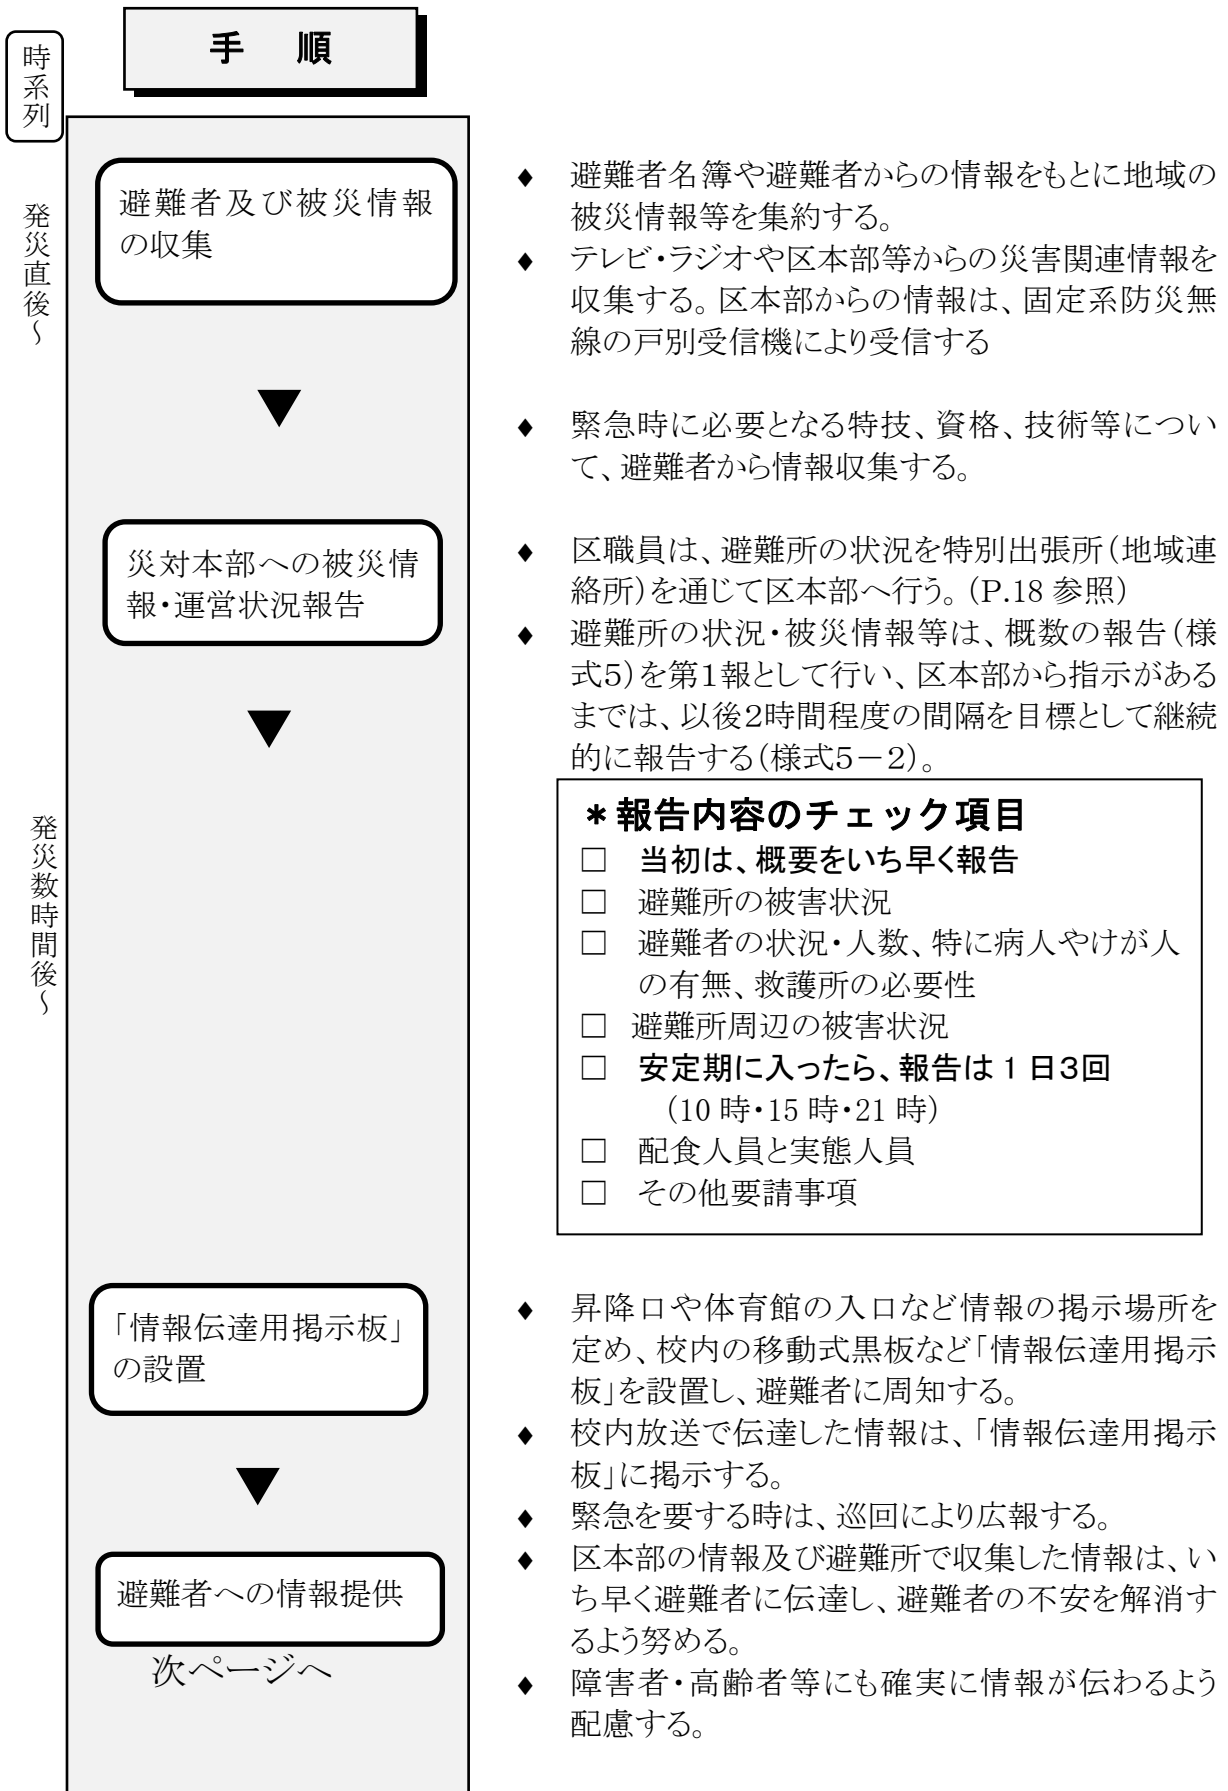 手　順
時系列
発災直後～
避難者及び被災情報
の収集
◆ 避難者名簿や避難者からの情報をもとに地域の
被災情報等を集約する。
◆ テレビ・ラジオや区本部等からの災害関連情報を
収集する。区本部からの情報は、固定系防災無
線の戸別受信機により受信する
◆ 緊急時に必要となる特技、資格、技術等につい
て、避難者から情報収集する。
災対本部への被災情
報・運営状況報告
◆ 区職員は、避難所の状況を特別出張所（地域連
絡所）を通じて区本部へ行う。（P.18 参照）
◆ 避難所の状況・被災情報等は、概数の報告（様
式５）を第１報として行い、区本部から指示がある
までは、以後２時間程度の間隔を目標として継続
的に報告する（様式５－２）。
発災数時間後～
＊報告内容のチェック項目
□ 当初は、概要をいち早く報告
□ 避難所の被害状況
□ 避難者の状況・人数、特に病人やけが人
の有無、救護所の必要性
□ 避難所周辺の被害状況
□ 安定期に入ったら、報告は 1 日３回
（10 時・15 時・21 時）
□ 配食人員と実態人員
□ その他要請事項
「情報伝達用掲示板」
の設置
◆ 昇降口や体育館の入口など情報の掲示場所を
定め、校内の移動式黒板など「情報伝達用掲示
板」を設置し、避難者に周知する。
◆ 校内放送で伝達した情報は、「情報伝達用掲示
板」に掲示する。
◆ 緊急を要する時は、巡回により広報する。
避難者への情報提供
次ページへ
◆ 区本部の情報及び避難所で収集した情報は、い
ち早く避難者に伝達し、避難者の不安を解消す
るよう努める。
◆ 障害者・高齢者等にも確実に情報が伝わるよう
配慮する。